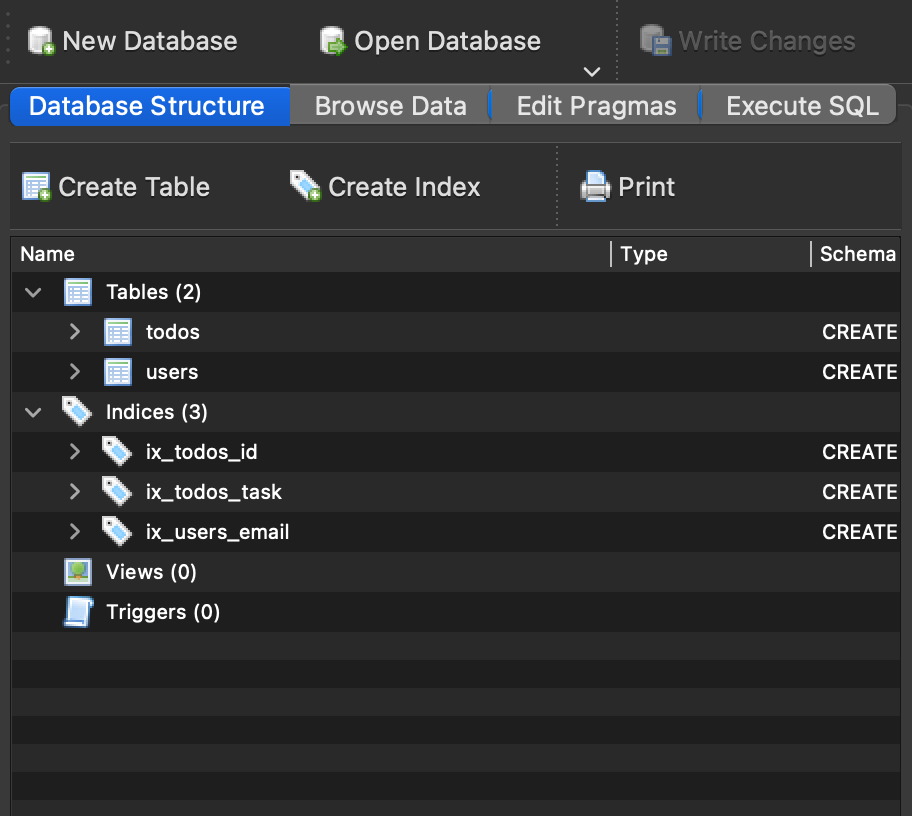 New Database Open Database Write Changes
Database Structure Browse Data Edit Pragmas Execute SQL
Create Table Create Index Print
Name Type Schema
Tables (2)
todos CREATE
users CREATE
Indices (3)
ix_todos_id CREATE
ix_todos_task CREATE
ix_users_email CREATE
Views (0)
Triggers (0)